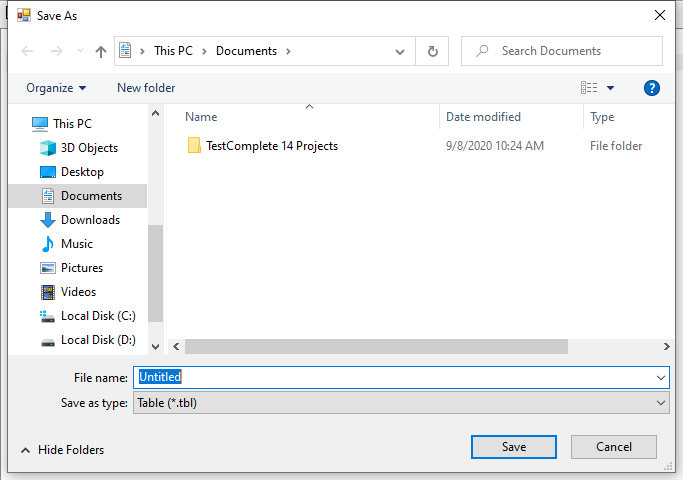 Save As
This PC
Documents
Search Documents
Organize
New folder
Name
Date modified
Type
This PC
3D Objects
Desktop
Documents
Downloads
Music
Pictures
Videos
Local Disk (C:)
Local Disk (D:)
TestComplete 14 Projects
9/8/2020 10:24 AM
File folder
File name:
Untitled
Save as type:
Table (*.tbl)
Hide Folders
Save
Cancel